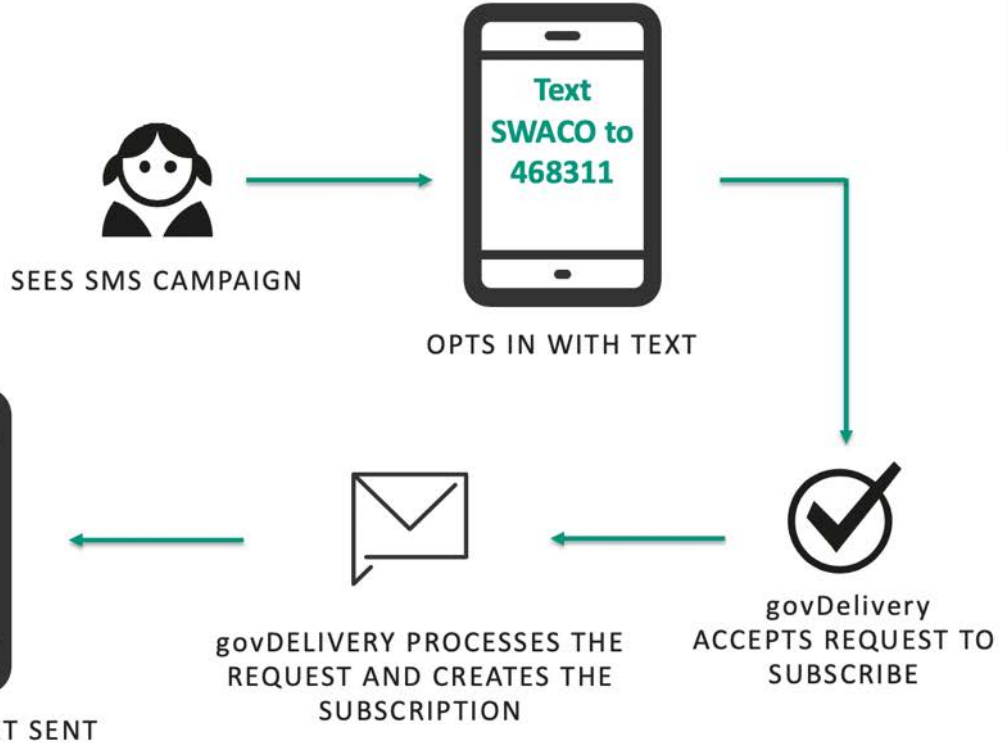 Text
SWACO to
468311
SEES SMS CAMPAIGN
OPTS IN WITH TEXT
govDelivery
ACCEPTS REQUEST TO
SUBSCRIBE
govDELIVERY PROCESSES THE
REQUEST AND CREATES THE
SUBSCRIPTION
T SENT